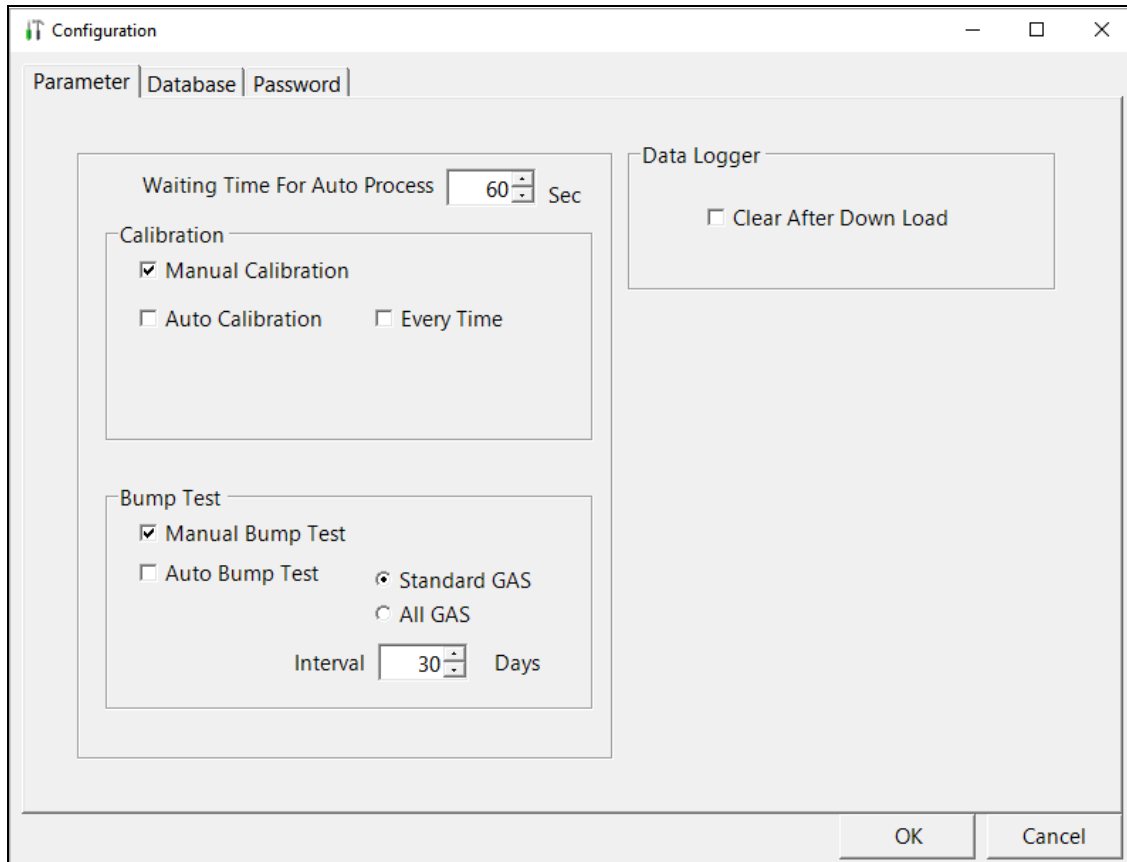 Configuration
Parameter Database Password
Waiting Time For Auto Process 60 Sec
Calibration
Manual Calibration
Auto Calibration Every Time
Bump Test
Manual Bump Test
Auto Bump Test Standard GAS
All GAS
Interval 30 Days
Data Logger
Clear After Down Load
OK Cancel